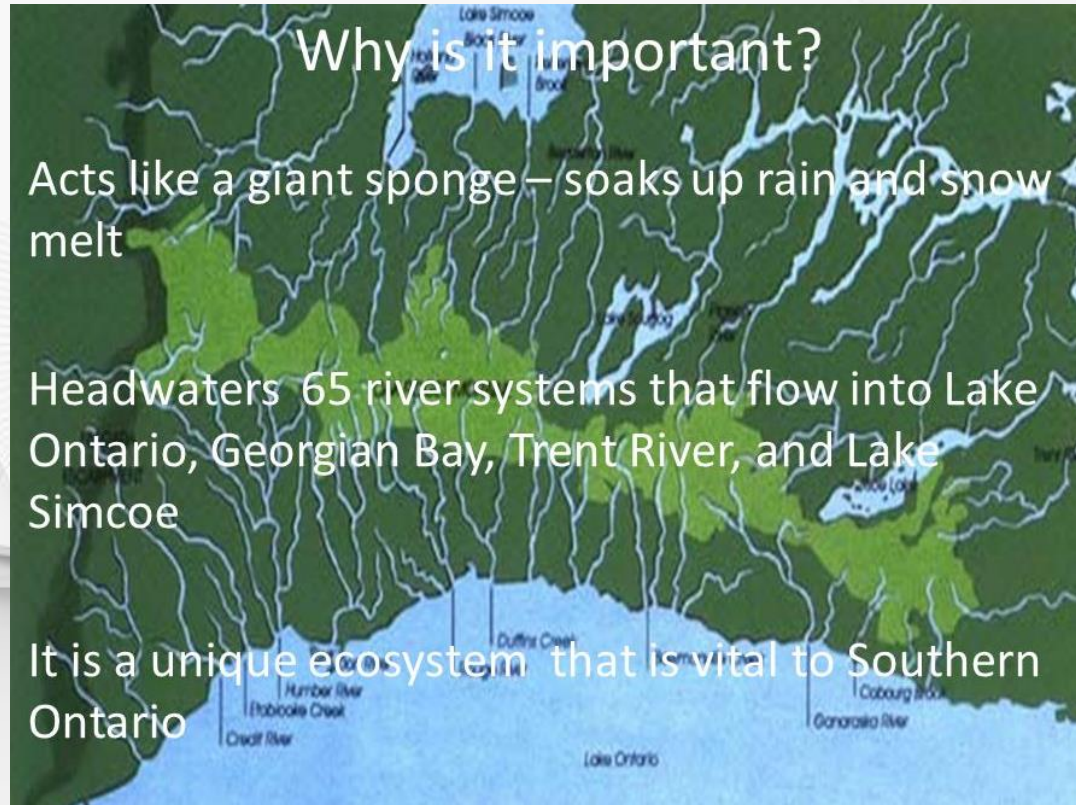 Lake Simcoe
Why is it important?
Acts like a giant sponge – soaks up rain and snow
melt
Headwaters 65 river systems that flow into Lake
Ontario, Georgian Bay, Trent River, and Lake
Simcoe
Duffins Creek
It is a unique ecosystem that is vital to Southern
Ontario
Humber River
Etobicoke Creek
Credit River
Cobourg Brook
Ganaraska River
Lake Ontario